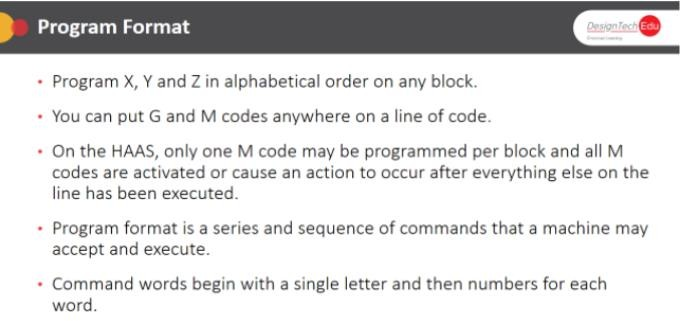 Program Format
DesignTech Edu
• Program X, Y and Z in alphabetical order on any block.
• You can put G and M codes anywhere on a line of code.
• On the HAAS, only one M code may be programmed per block and all M
codes are activated or cause an action to occur after everything else on the
line has been executed.
• Program format is a series and sequence of commands that a machine may
accept and execute.
• Command words begin with a single letter and then numbers for each
word.